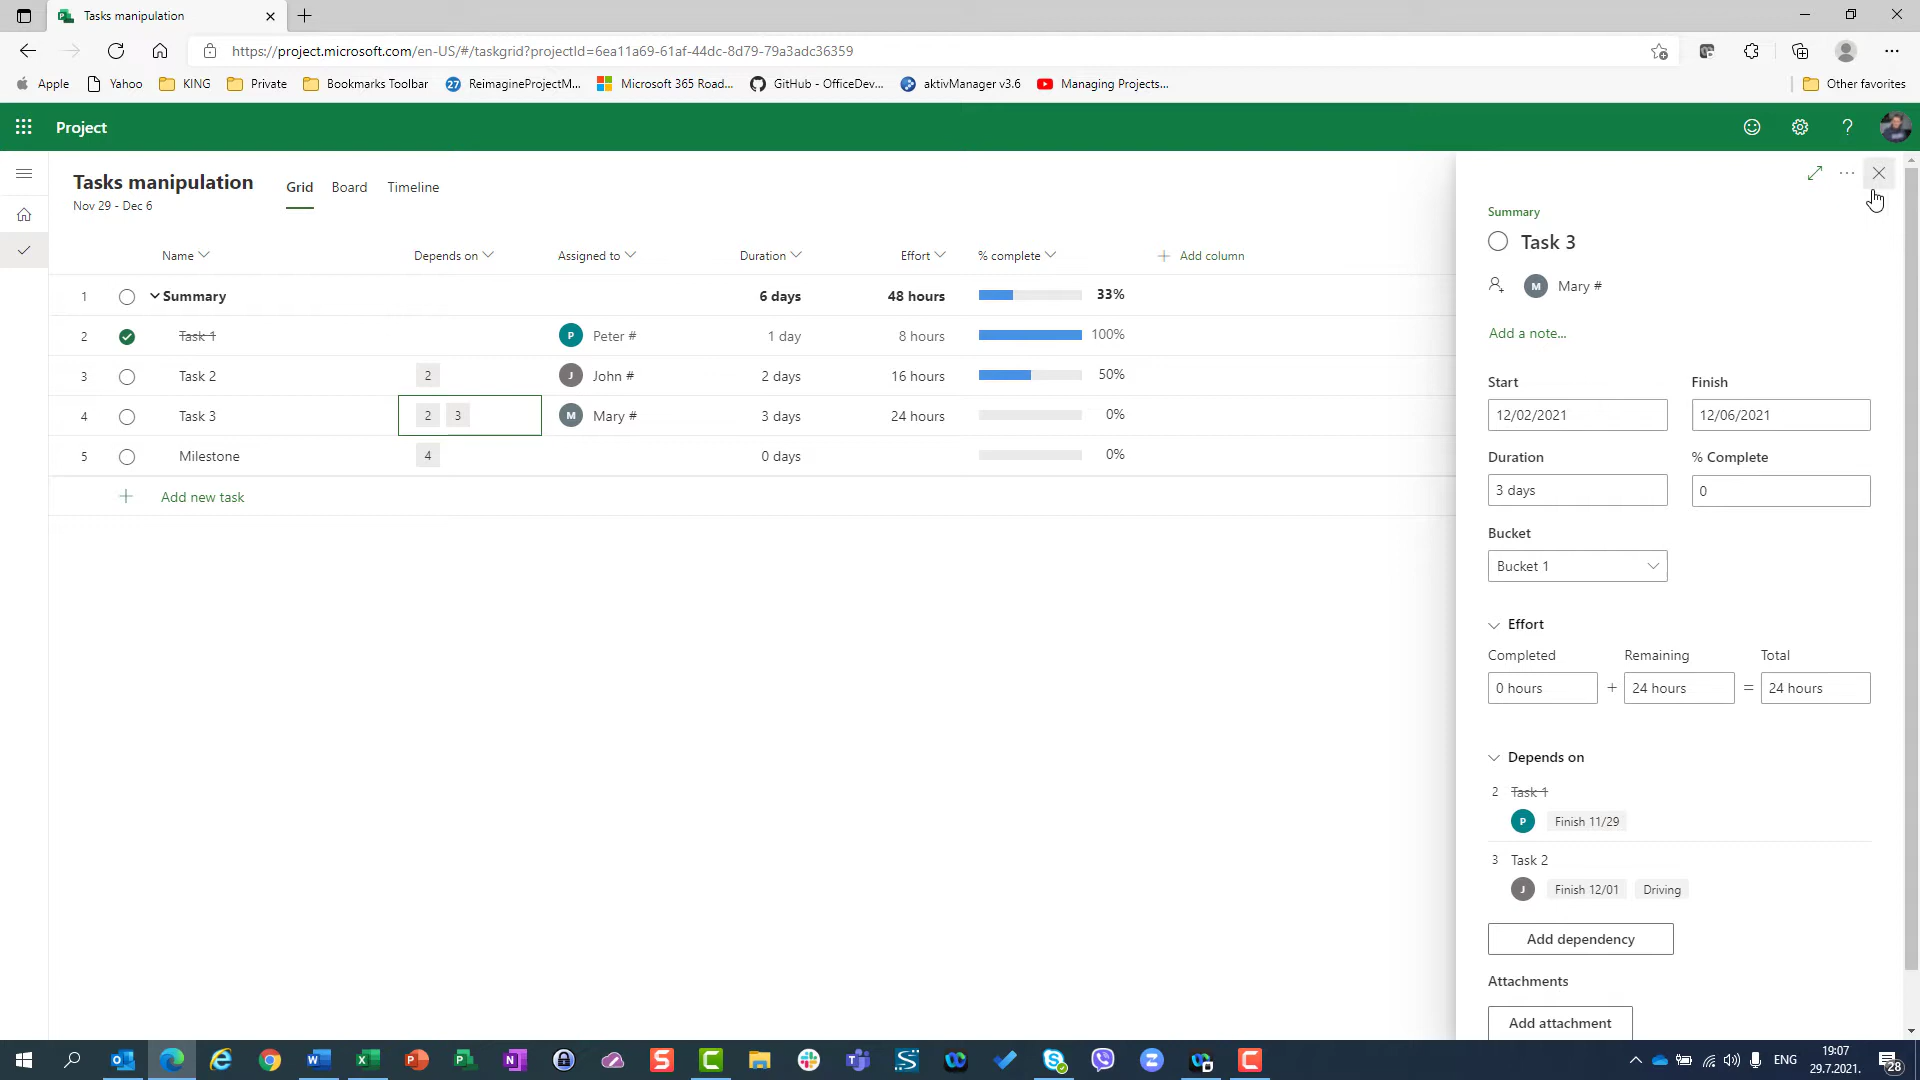 Tasks manipulation
https://project.microsoft.com/en-US/#/taskgrid?projectId=6ea11a69-61af-44dc-8d79-79a3adc36359
Apple Yahoo KING Private Bookmarks Toolbar 27 ReimagineProjectM... Microsoft 365 Road... GitHub - OfficeDev... aktivManager v3.6 Managing Projects... Other favorites
Project ?
Tasks manipulation Grid Board Timeline
Nov 29 - Dec 6
Name Depends on Assigned to Duration Effort % complete Add column
1 Summary 6 days 48 hours 33%
2 Task 1 P Peter # 1 day 8 hours 100%
3 Task 2 2 J John # 2 days 16 hours 50%
4 Task 3 2 3 M Mary # 3 days 24 hours 0%
5 Milestone 4 0 days 0%
+ Add new task
Summary
Task 3
M Mary #
Add a note...
Start Finish
12/02/2021 12/06/2021
Duration % Complete
3 days 0
Bucket
Bucket 1
Effort
Completed Remaining Total
0 hours + 24 hours = 24 hours
Depends on
2 Task 1
P Finish 11/29
3 Task 2
J Finish 12/01 Driving
Add dependency
Attachments
Add attachment
ENG 19:07
29.7.2021. 28